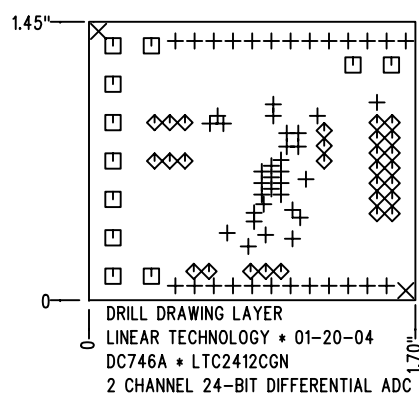 1.45"
0
0
1.70"
DRILL DRAWING LAYER
LINEAR TECHNOLOGY * 01-20-04
DC746A * LTC2412CGN
2 CHANNEL 24-BIT DIFFERENTIAL ADC